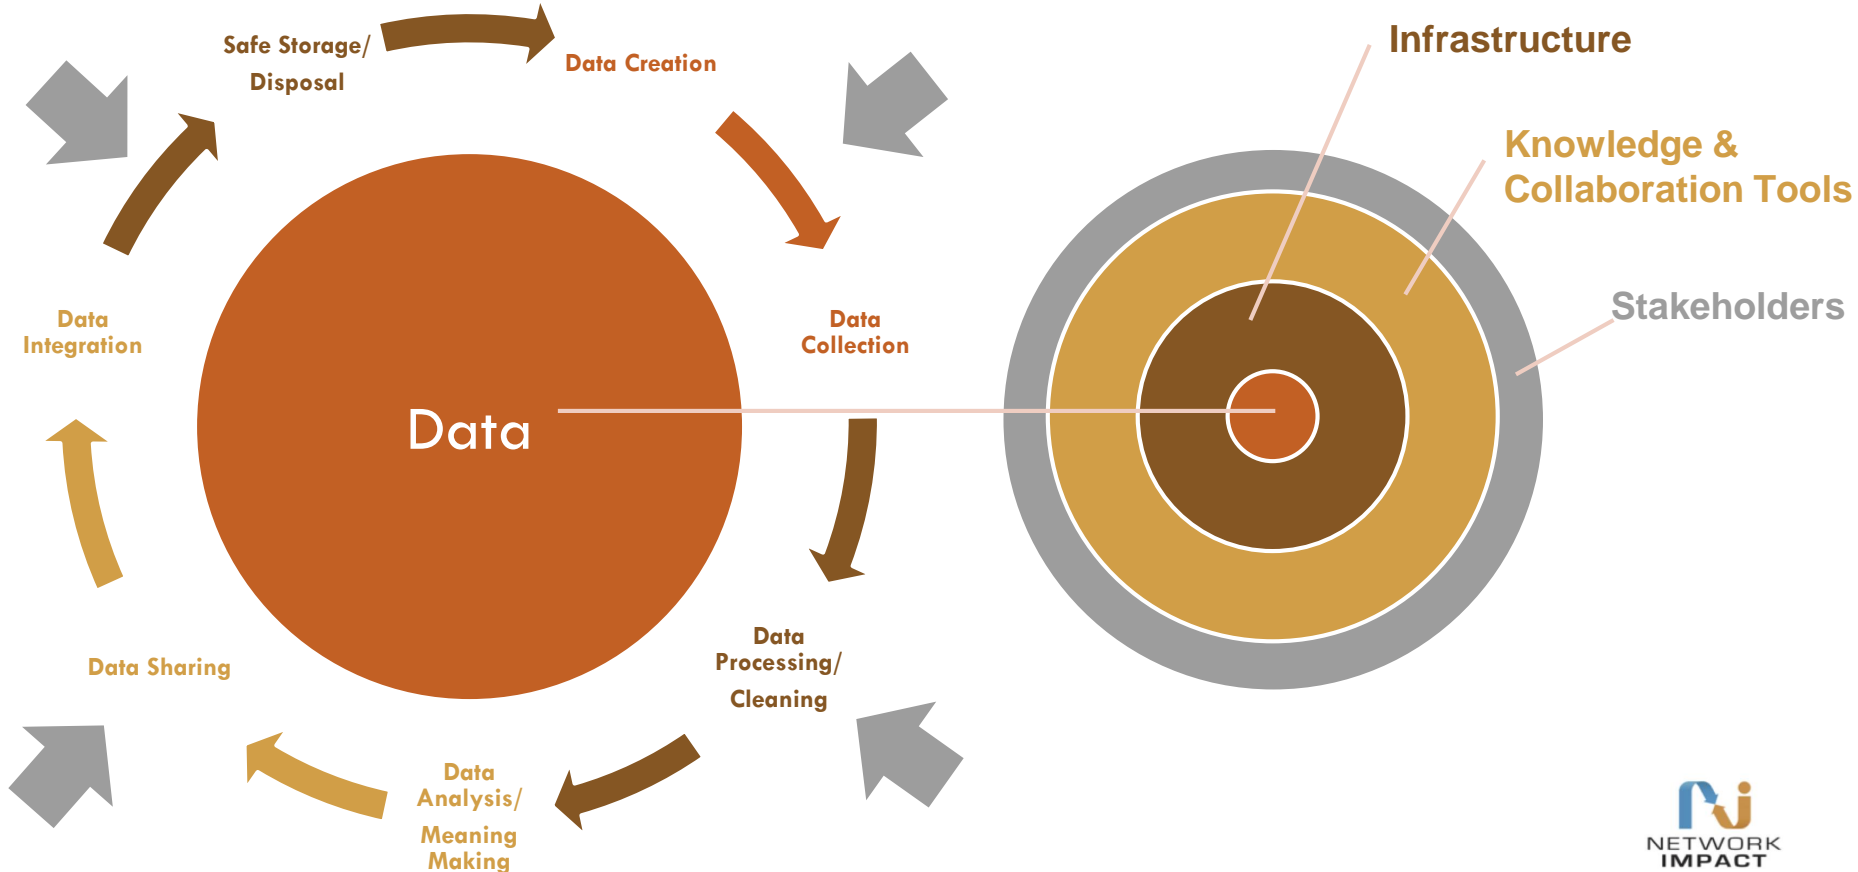 Safe Storage/
Disposal
Data Creation
Data
Collection
Data
Processing/
Cleaning
Data
Analysis/
Meaning
Making
Data Sharing
Data
Integration
Data
Infrastructure
Knowledge &
Collaboration Tools
Stakeholders
NETWORK
IMPACT